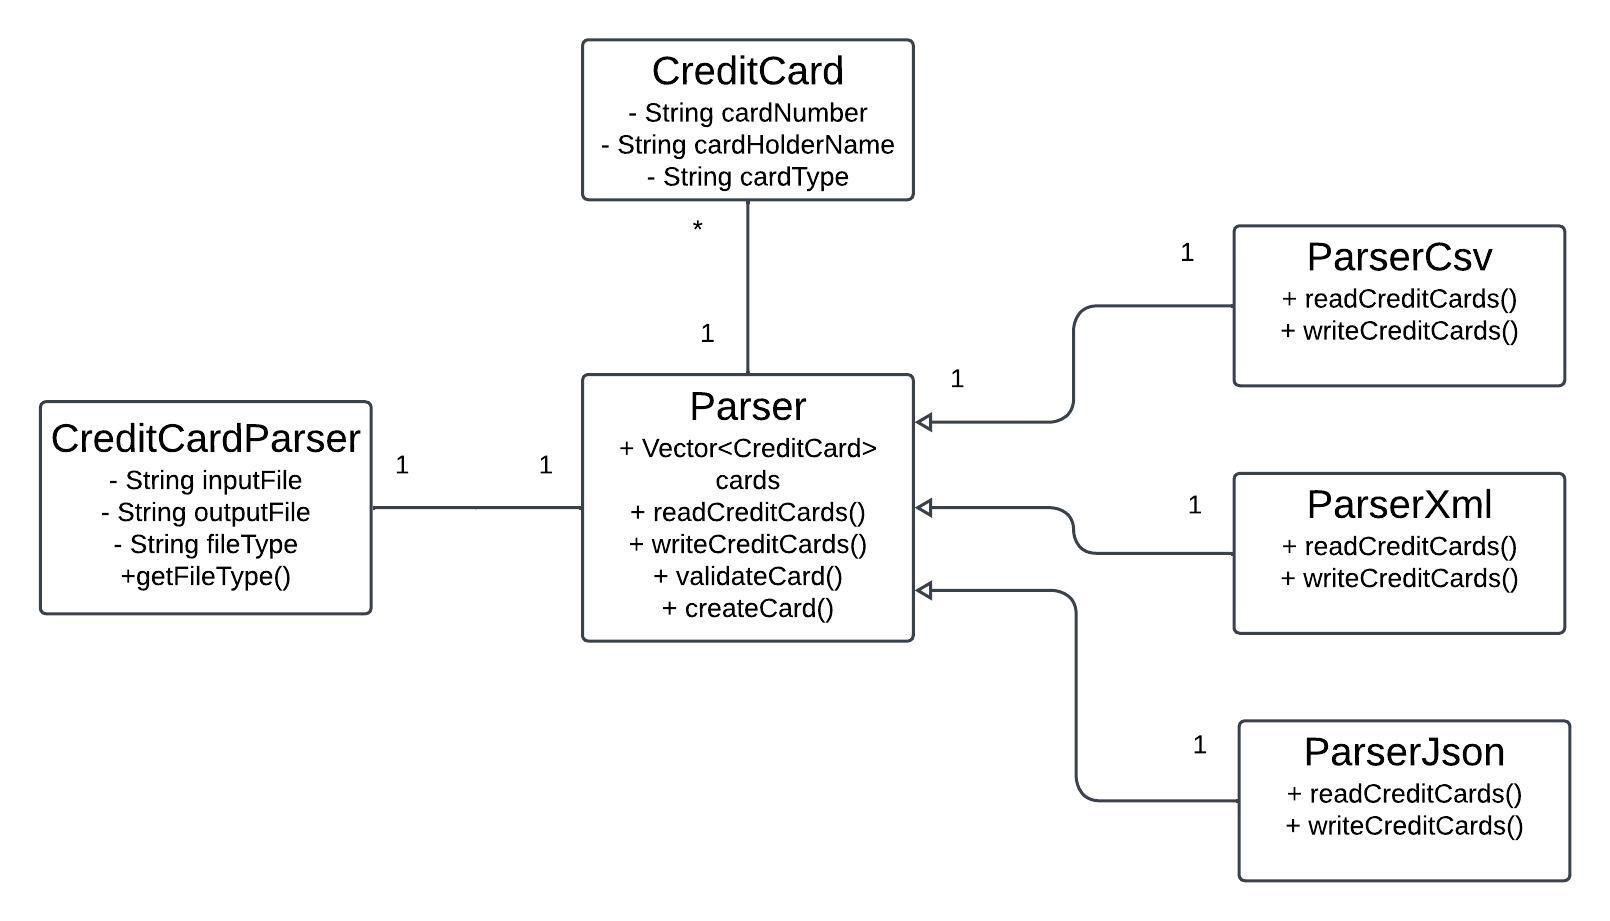 CreditCard
- String cardNumber
- String cardHolderName
- String cardType
*
1
CreditCardParser
- String inputFile
- String outputFile
- String fileType
+getFileType()
1
1
Parser
+ Vector<CreditCard>
cards
+ readCreditCards()
+ writeCreditCards()
+ validateCard()
+ createCard()
1
1
ParserCsv
+ readCreditCards()
+ writeCreditCards()
1
ParserXml
+ readCreditCards()
+ writeCreditCards()
1
ParserJson
+ readCreditCards()
+ writeCreditCards()